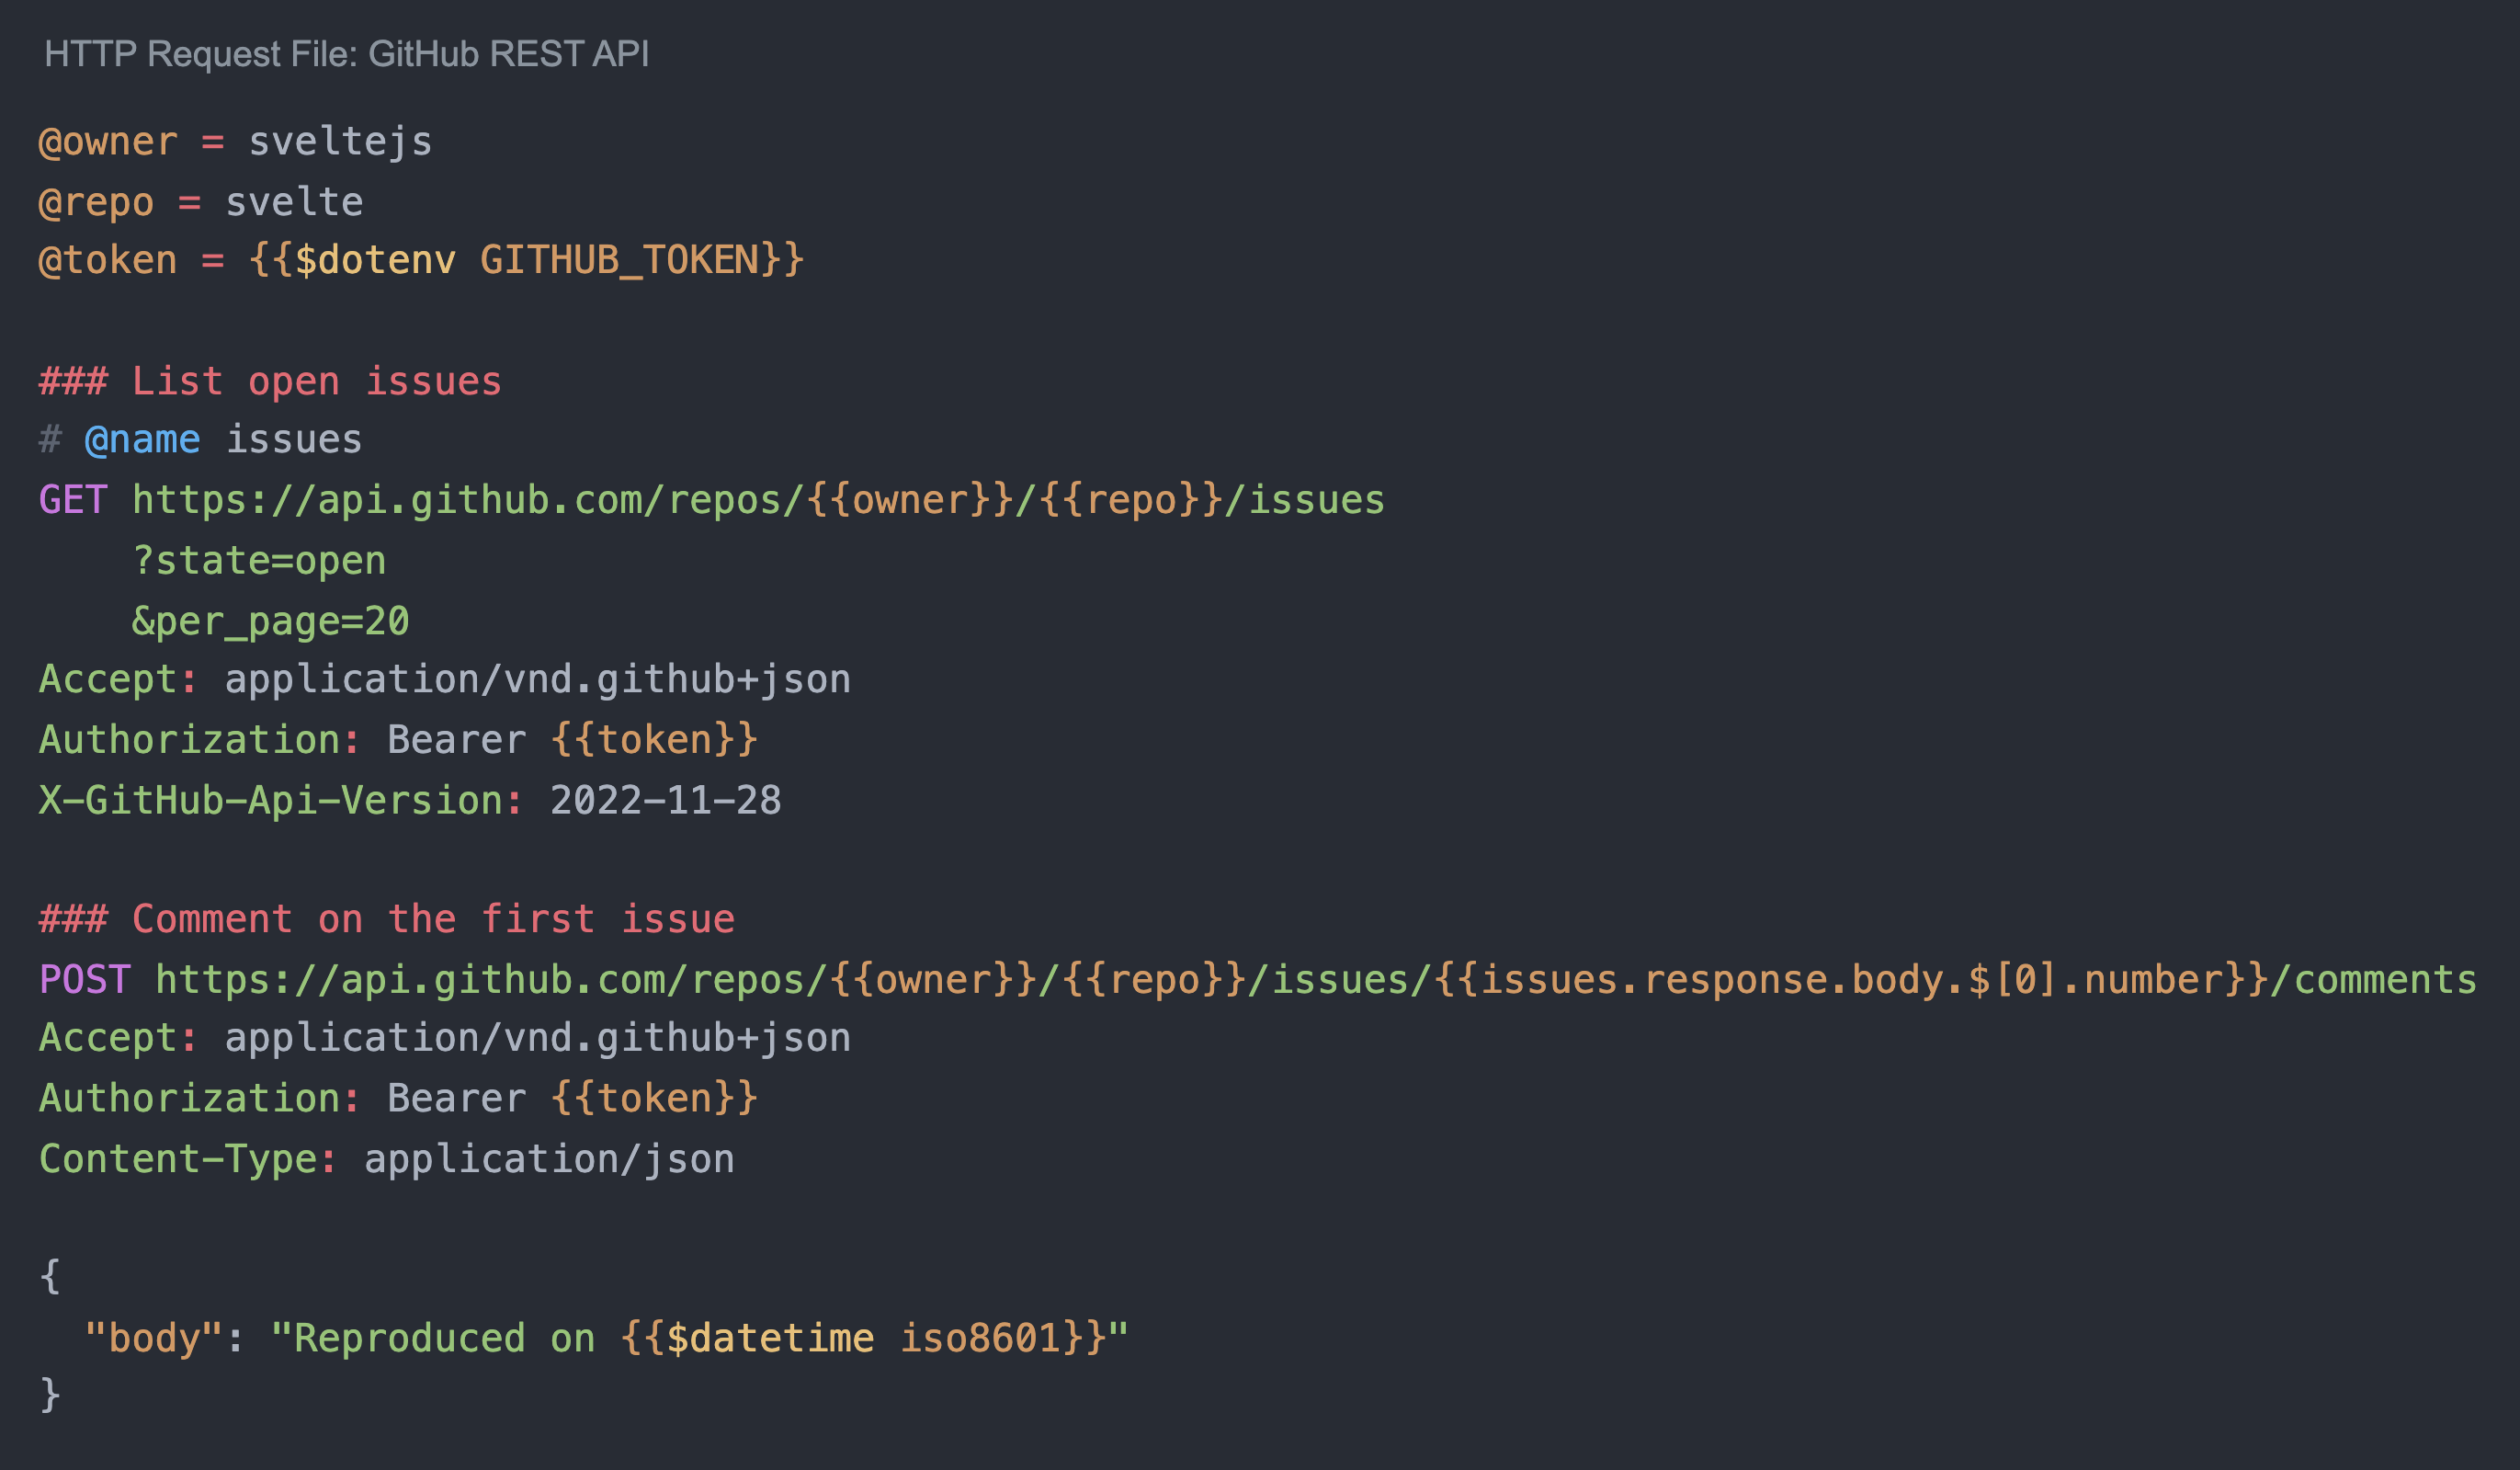 HTTP Request File: GitHub REST API
@owner = sveltejs
@repo = svelte
@token = {{$dotenv GITHUB_TOKEN}}
### List open issues
# @name issues
GET https://api.github.com/repos/{{owner}}/{{repo}}/issues
    ?state=open
    &per_page=20
Accept: application/vnd.github+json
Authorization: Bearer {{token}}
X-GitHub-Api-Version: 2022-11-28
### Comment on the first issue
POST https://api.github.com/repos/{{owner}}/{{repo}}/issues/{{issues.response.body.$[0].number}}/comments
Accept: application/vnd.github+json
Authorization: Bearer {{token}}
Content-Type: application/json
{
  "body": "Reproduced on {{$datetime iso8601}}"
}